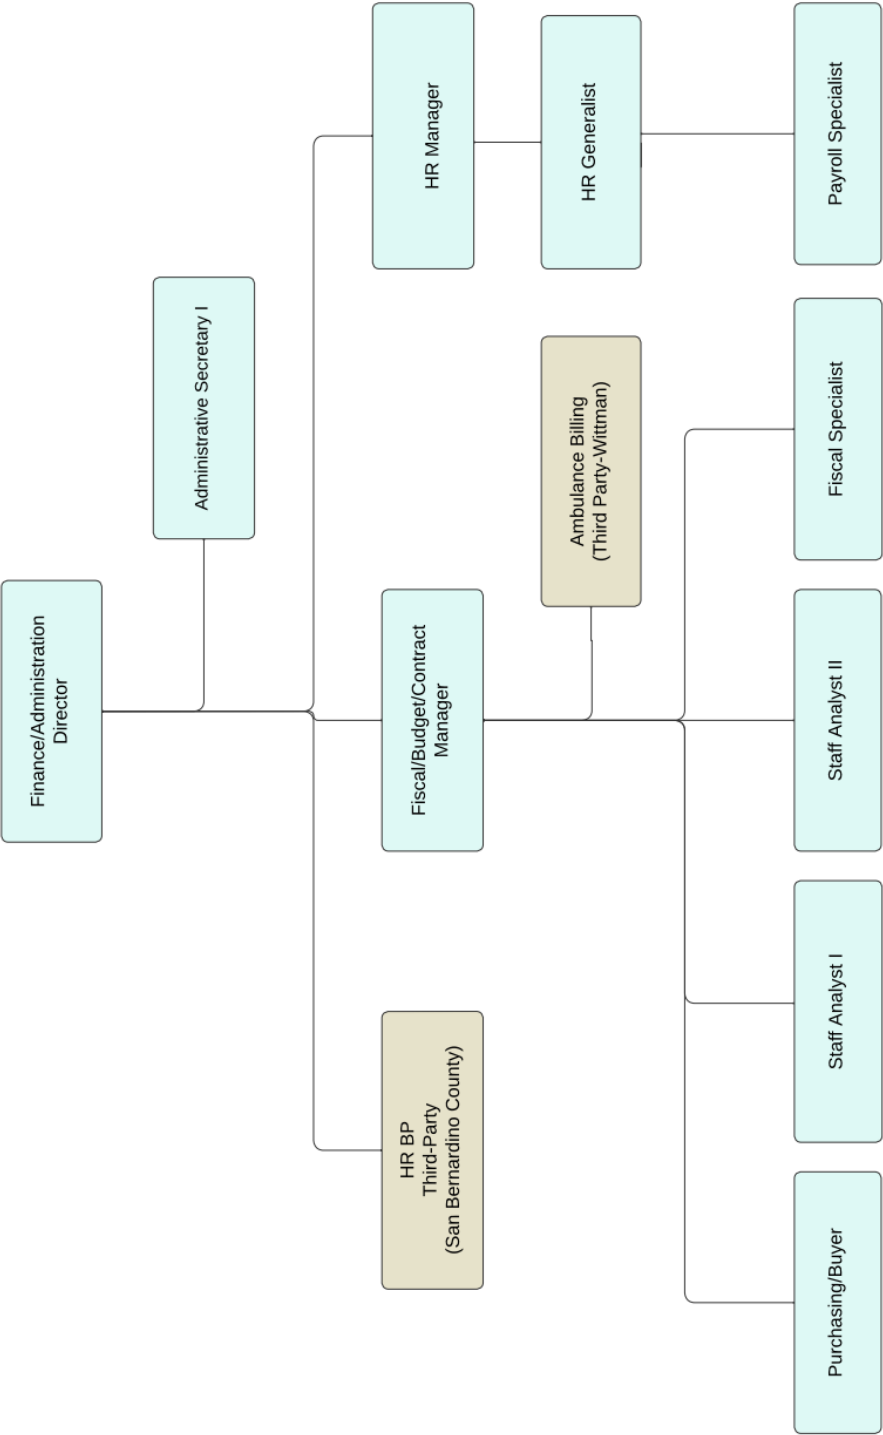 Finance/Administration
Director
Administrative Secretary I
HR BP
Third-Party
(San Bernardino County)
Fiscal/Budget/Contract
Manager
HR Manager
Ambulance Billing
(Third Party-Wittman)
HR Generalist
Purchasing/Buyer
Staff Analyst I
Staff Analyst II
Fiscal Specialist
Payroll Specialist